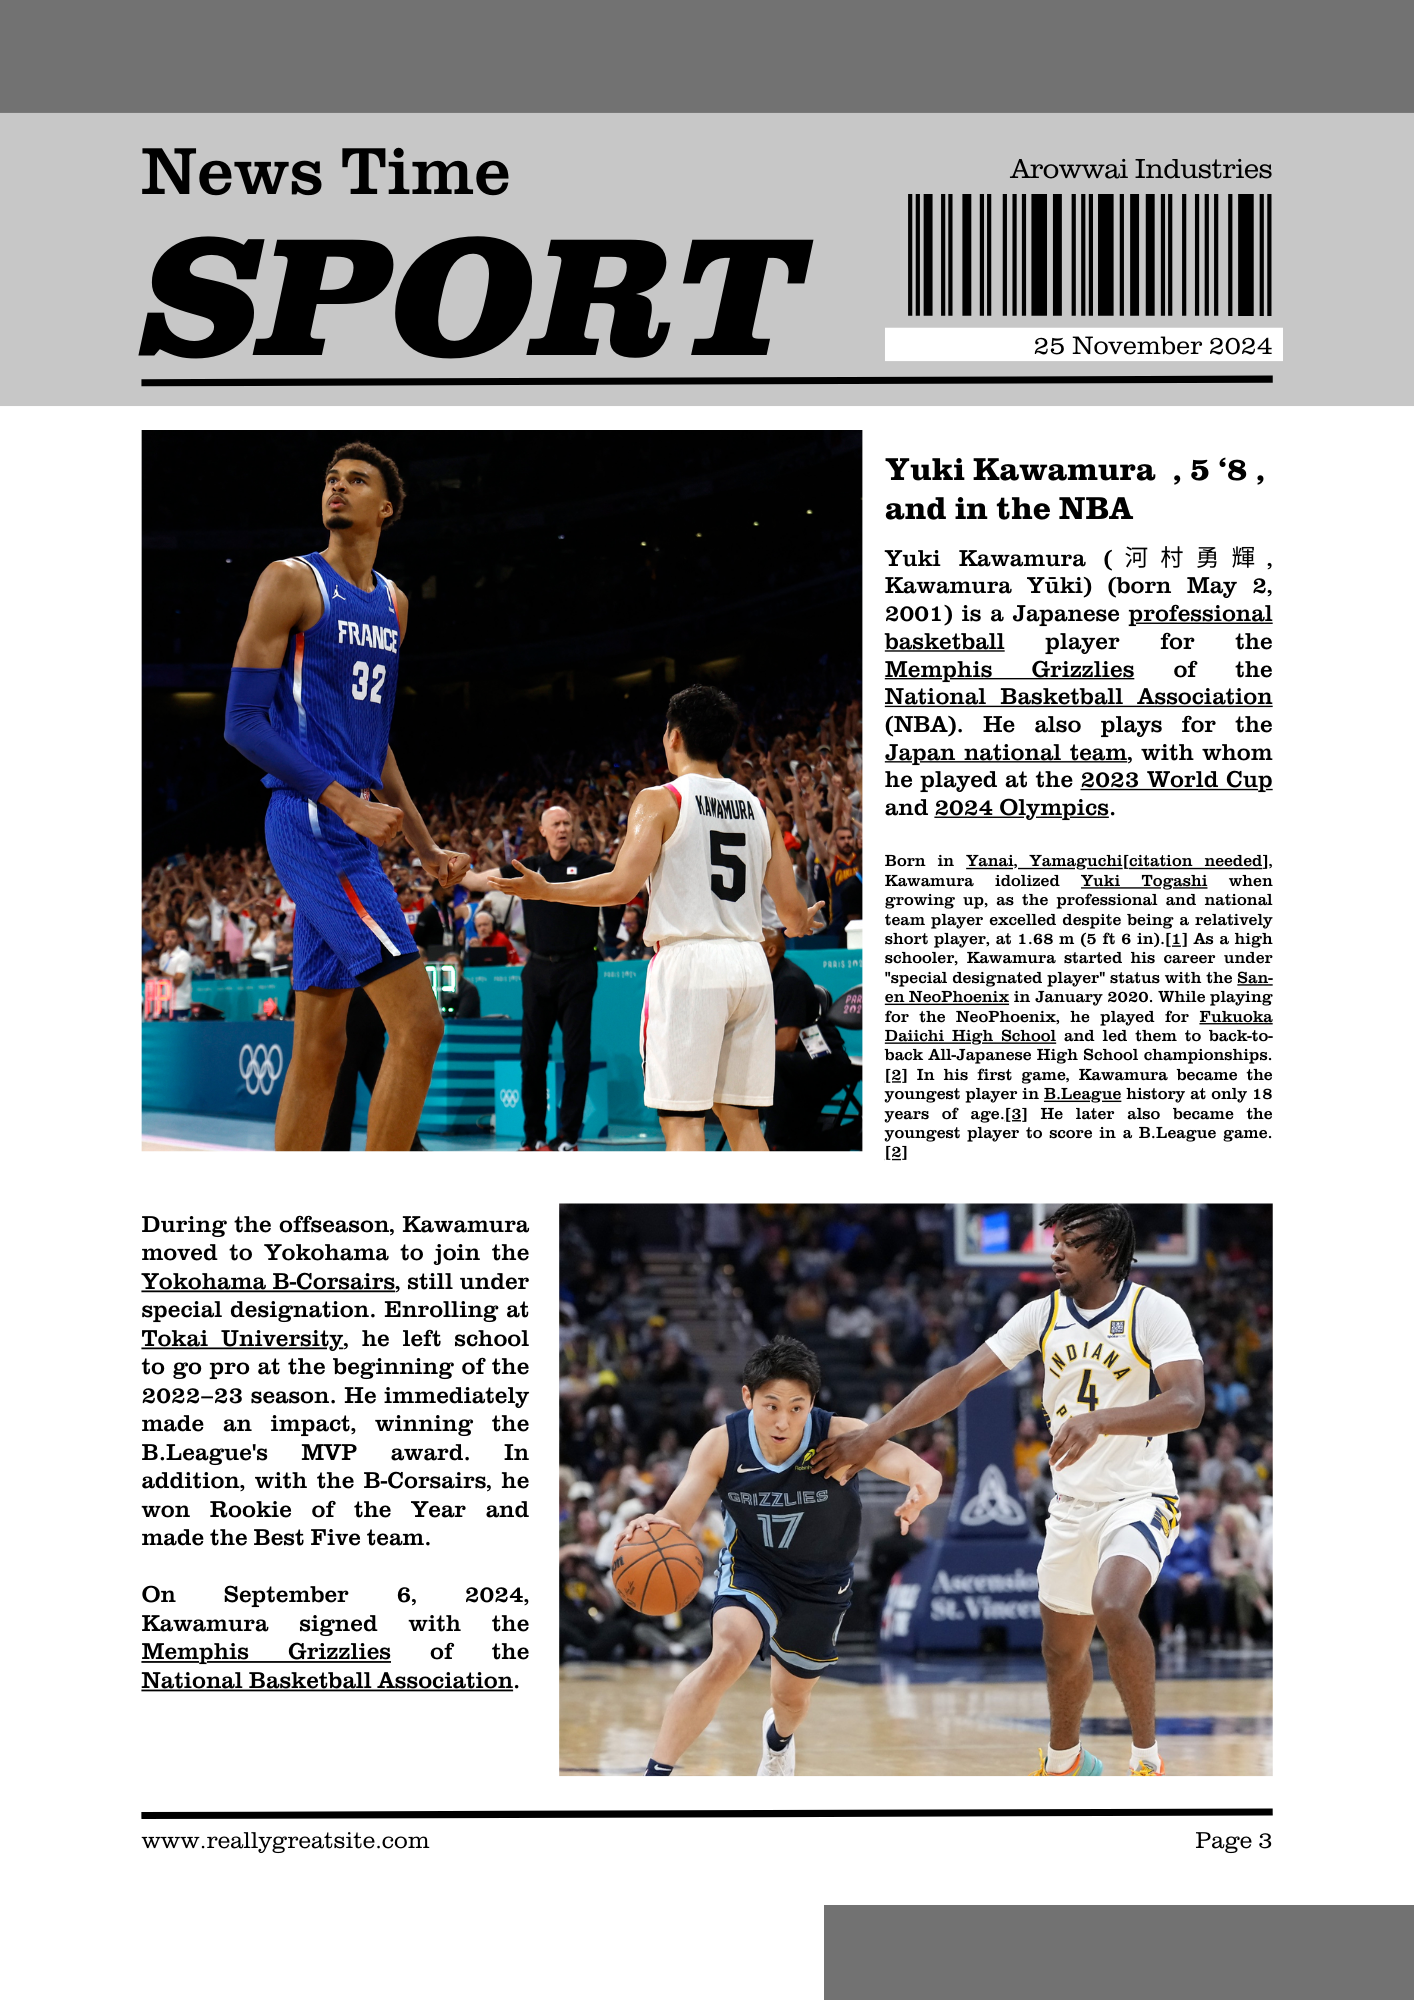 News Time
SPORT
Arowwai Industries
25 November 2024
FRANCE
32
KAWAMURA
5
Yuki Kawamura , 5 ‘8 ,
and in the NBA
Yuki Kawamura (河村勇輝,
Kawamura Yūki) (born May 2,
2001) is a Japanese professional
basketball player for the
Memphis Grizzlies of the
National Basketball Association
(NBA). He also plays for the
Japan national team, with whom
he played at the 2023 World Cup
and 2024 Olympics.
Born in Yanai, Yamaguchi[citation needed],
Kawamura idolized Yuki Togashi when
growing up, as the professional and national
team player excelled despite being a relatively
short player, at 1.68 m (5 ft 6 in).[1] As a high
schooler, Kawamura started his career under
"special designated player" status with the San-
en NeoPhoenix in January 2020. While playing
for the NeoPhoenix, he played for Fukuoka
Daiichi High School and led them to back-to-
back All-Japanese High School championships.
[2] In his first game, Kawamura became the
youngest player in B.League history at only 18
years of age.[3] He later also became the
youngest player to score in a B.League game.
[2]
During the offseason, Kawamura
moved to Yokohama to join the
Yokohama B-Corsairs, still under
special designation. Enrolling at
Tokai University, he left school
to go pro at the beginning of the
2022–23 season. He immediately
made an impact, winning the
B.League's MVP award. In
addition, with the B-Corsairs, he
won Rookie of the Year and
made the Best Five team.
On September 6, 2024,
Kawamura signed with the
Memphis Grizzlies of the
National Basketball Association.
GRIZZLIES
17
INDIANA
4
Ascensio
St.Vincen
www.reallygreatsite.com
Page 3